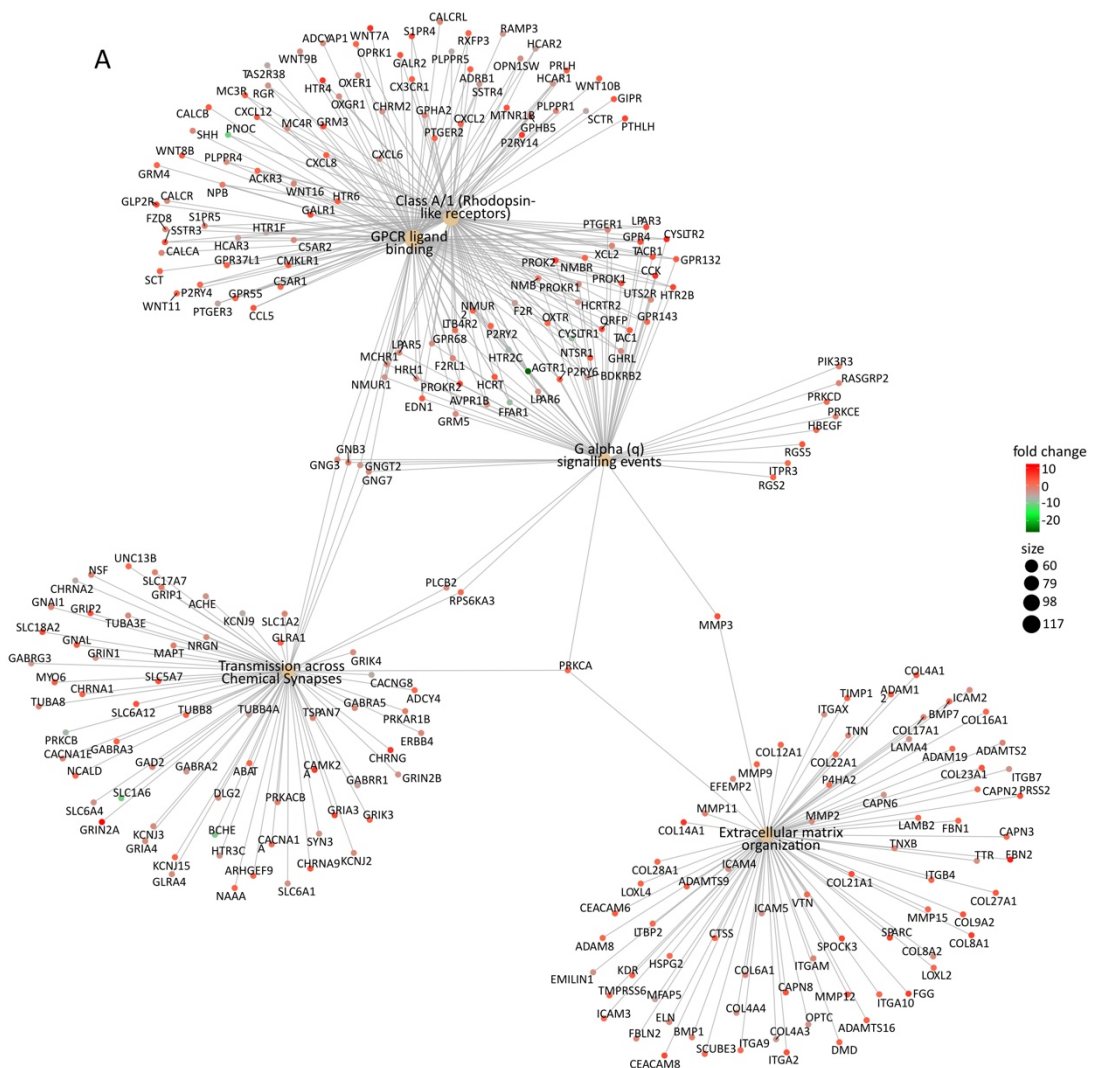 A
CALCRL
ADCYAP1
WNT7A
S1PR4
RXFP3
RAMP3
WNT9B
OPRK1
GALR2
PLPPR5
HCAR2
TAS2R38
OPN1SW
PRLH
RGR
HTR4
OXER1
CX3CR1
ADRB1
SSTR4
HCAR1
WNT10B
MC3R
OXGR1
CHRM2
GPHA2
CXCL2
MTNR1B
PLPPR1
GIPR
CALCB
CXCL12
MC4R
GRM3
PTGER2
GPHB5
SCTR
PTHLH
SHH
PNOC
P2RY14
WNT8B
PLPPR4
CXCL8
CXCL6
GRM4
NPB
ACKR3
WNT16
HTR6
Class A/1 (Rhodopsin-
like receptors)
GLP2R
CALCR
GALR1
FZD8
S1PR5
SSTR3
HTR1F
GPCR ligand
binding
PTGER1
LPAR3
GPR4
CYSLTR2
CALCA
HCAR3
C5AR2
XCL2
TACR1
GPR132
GPR37L1
CMKLR1
PROK2
NMBR
CCK
SCT
C5AR1
NMB
PROKR1
PROK1
HTR2B
UTS2R
WNT11
P2RY4
GPR55
PTGER3
CCL5
NMUR
2
F2R
HCRTR2
GPR143
LTB4R2
P2RY2
OXTR
QRFP
LPAR5
GPR68
CYSLTR1
TAC1
MCHR1
HTR2C
NTSR1
GHRL
HRH1
F2RL1
AGTR1
P2RY6
BDKRB2
NMUR1
PROKR2
HCRT
EDN1
AVPR1B
FFAR1
LPAR6
GRM5
PIK3R3
RASGRP2
PRKCD
PRKCE
HBEGF
RGS5
ITPR3
RGS2
G alpha (q)
signalling events
GNB3
GNG3
GNGT2
GNG7
fold change
10
0
-10
-20
size
60
79
98
117
PLCB2
RPS6KA3
MMP3
PRKCA
UNC13B
NSF
SLC17A7
CHRNA2
GRIP1
GNAI1
GRIP2
ACHE
TUBA3E
KCNJ9
SLC1A2
SLC18A2
GNAL
NRGN
GLRA1
GRIN1
MAPT
GRIK4
GABRG3
Transmission across
Chemical Synapses
MYO6
SLC5A7
CACNG8
CHRNA1
ADCY4
TUBA8
SLC6A12
TUBB8
TUBB4A
TSPAN7
GABRA5
PRKAR1B
PRKCB
ERBB4
CACNA1E
GABRA3
CHRNG
NCALD
GAD2
GABRA2
ABAT
CAMK2
A
GRIN2B
GABRR1
SLC1A6
DLG2
PRKACB
SLC6A4
GRIA3
GRIK3
GRIN2A
KCNJ3
BCHE
CACNA1
A
SYN3
GRIA4
HTR3C
KCNJ2
KCNJ15
ARHGEF9
CHRNA9
GLRA4
NAAA
SLC6A1
COL4A1
TIMP1
ADAM1
2
ICAM2
ITGAX
BMP7
COL16A1
TNN
COL17A1
COL12A1
LAMA4
ADAMTS2
COL22A1
ADAM19
MMP9
COL23A1
ITGB7
EFEMP2
P4HA2
CAPN2
PRSS2
CAPN6
MMP11
MMP2
LAMB2
FBN1
COL14A1
Extracellular matrix
organization
CAPN3
TNXB
TTR
FBN2
COL28A1
ICAM4
COL21A1
ITGB4
LOXL4
ADAMTS9
COL27A1
CEACAM6
VTN
ICAM5
MMP15
COL9A2
LTBP2
CTSS
SPARC
ADAM8
SPOCK3
COL8A1
COL8A2
HSPG2
ITGAM
EMILIN1
KDR
COL6A1
LOXL2
TMPRSS6
MFAP5
CAPN8
MMP12
FGG
ITGA10
ICAM3
ELN
COL4A4
OPTC
FBLN2
BMP1
COL4A3
ADAMTS16
SCUBE3
ITGA9
DMD
CEACAM8
ITGA2